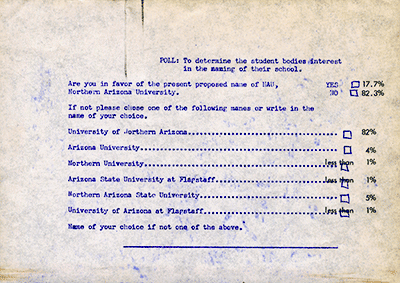 POLL: To determine the student bodies interest
in the naming of their school.
Are you in favor of the present proposed name of NAU, YES 17.7%
Northern Arizona University. NO 82.3%
If not please chose one of the following names or write in the
name of your choice.
University of Northern Arizona 82%
Arizona University 4%
Northern University less than 1%
Arizona State University at Flagstaff less than 1%
Northern Arizona State University 5%
University of Arizona at Flagstaff less than 1%
Name of your choice if not one of the above.